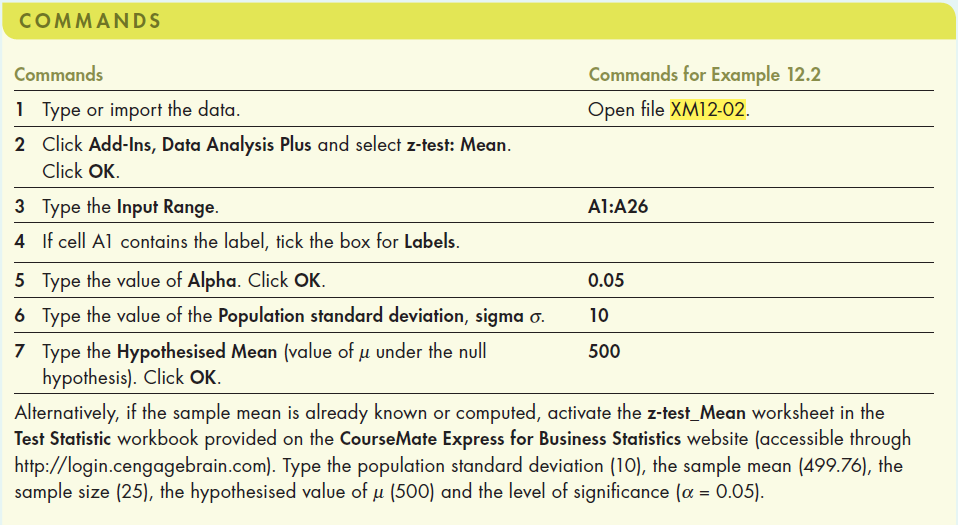 COMMANDS
Commands Commands for Example 12.2
1 Type or import the data. Open file XM12-02.
2 Click Add-Ins, Data Analysis Plus and select z-test: Mean.
Click OK.
3 Type the Input Range. A1:A26
4 If cell A1 contains the label, tick the box for Labels.
5 Type the value of Alpha. Click OK. 0.05
6 Type the value of the Population standard deviation, sigma σ. 10
7 Type the Hypothesised Mean (value of μ under the null 500
hypothesis). Click OK.
Alternatively, if the sample mean is already known or computed, activate the z-test_Mean worksheet in the
Test Statistic workbook provided on the CourseMate Express for Business Statistics website (accessible through
http://login.cengagebrain.com). Type the population standard deviation (10), the sample mean (499.76), the
sample size (25), the hypothesised value of μ (500) and the level of significance (α = 0.05).